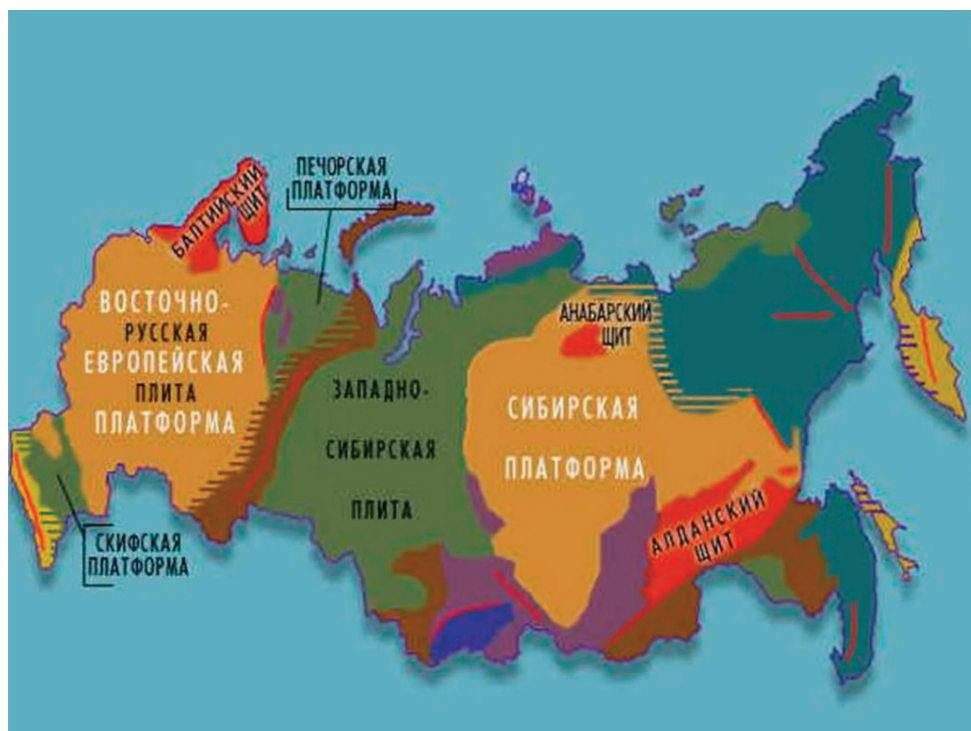 ПЕЧОРСКАЯ
ПЛАТФОРМА
БАЛТИЙСКИЙ
ЩИТ
ВОСТОЧНО-
РУССКАЯ
ЕВРОПЕЙСКАЯ
ПЛИТА
ПЛАТФОРМА
АНАБАРСКИЙ
ЩИТ
ЗАПАДНО-
СИБИРСКАЯ
ПЛИТА
СИБИРСКАЯ
ПЛАТФОРМА
АЛДАНСКИЙ
ЩИТ
СКИФСКАЯ
ПЛАТФОРМА